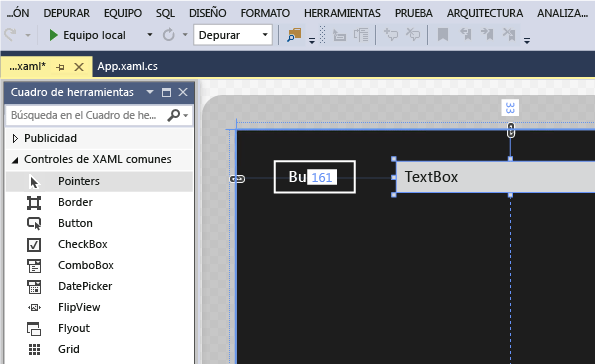 ...ÓN DEPURAR EQUIPO SQL DISEÑO FORMATO HERRAMIENTAS PRUEBA ARQUITECTURA ANALIZA...
Equipo local Depurar
...xaml* App.xaml.cs
Cuadro de herramientas
Búsqueda en el Cuadro de he...
Publicidad
Controles de XAML comunes
Pointers
Border
Button
CheckBox
ComboBox
DatePicker
FlipView
Flyout
Grid
33
Bu 161 TextBox